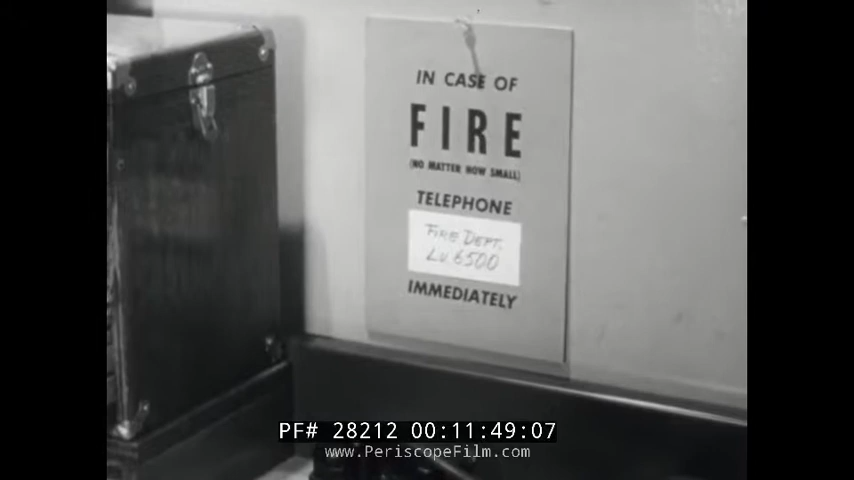 IN CASE OF
FIRE
(NO MATTER HOW SMALL)
TELEPHONE
FIRE DEPT.
LU.6500
IMMEDIATELY
PF# 28212 00:11:49:07
www.PeriscopeFilm.com